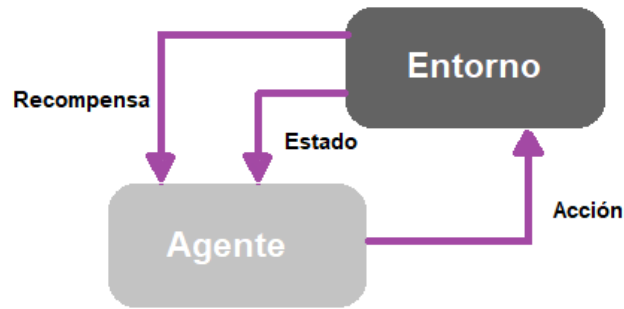 Entorno
Recompensa
Estado
Acción
Agente